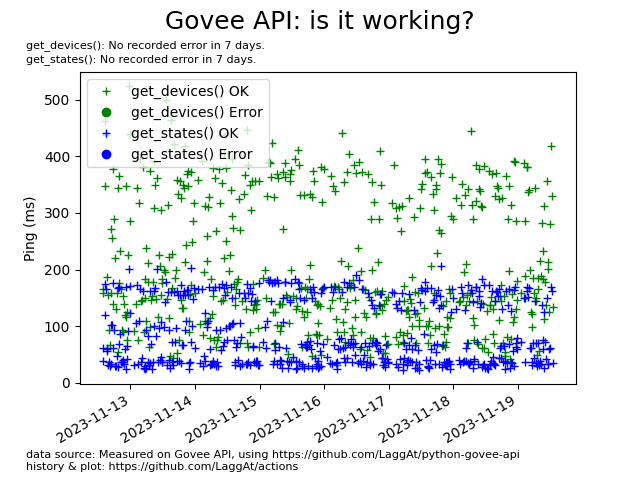 Govee API: is it working?
get_devices(): No recorded error in 7 days.
get_states(): No recorded error in 7 days.
get_devices() OK
get_devices() Error
get_states() OK
get_states() Error
Ping (ms)
500
400
300
200
100
0
2023-11-13
2023-11-14
2023-11-15
2023-11-16
2023-11-17
2023-11-18
2023-11-19
data source: Measured on Govee API, using https://github.com/LaggAt/python-govee-api
history & plot: https://github.com/LaggAt/actions